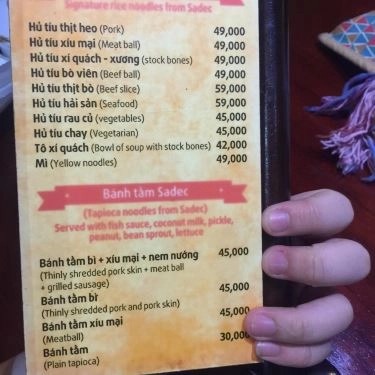 Signature rice noodles from Sadec
Hủ tíu thịt heo (Pork) 49,000
Hủ tíu xíu mại (Meat ball) 49,000
Hủ tíu xí quách - xương (stock bones) 49,000
Hủ tíu bò viên (Beef ball) 49,000
Hủ tíu thịt bò (Beef slice) 59,000
Hủ tíu hải sản (Seafood) 59,000
Hủ tíu rau củ (vegetables) 45,000
Hủ tíu chay (Vegetarian) 45,000
Tô xí quách (Bowl of soup with stock bones) 42,000
Mì (Yellow noodles) 49,000
Bánh tằm Sadec
(Tapioca noodles from Sadec)
Served with fish sauce, coconut milk, pickle,
peanut, bean sprout, lettuce
Bánh tằm bì + xíu mại + nem nướng 45,000
(Thinly shredded pork skin + meat ball
+ grilled sausage)
Bánh tằm bì 45,000
(Thinly shredded pork and pork skin)
Bánh tằm xíu mại 45,000
(Meatball)
Bánh tằm 30,000
(Plain tapioca)